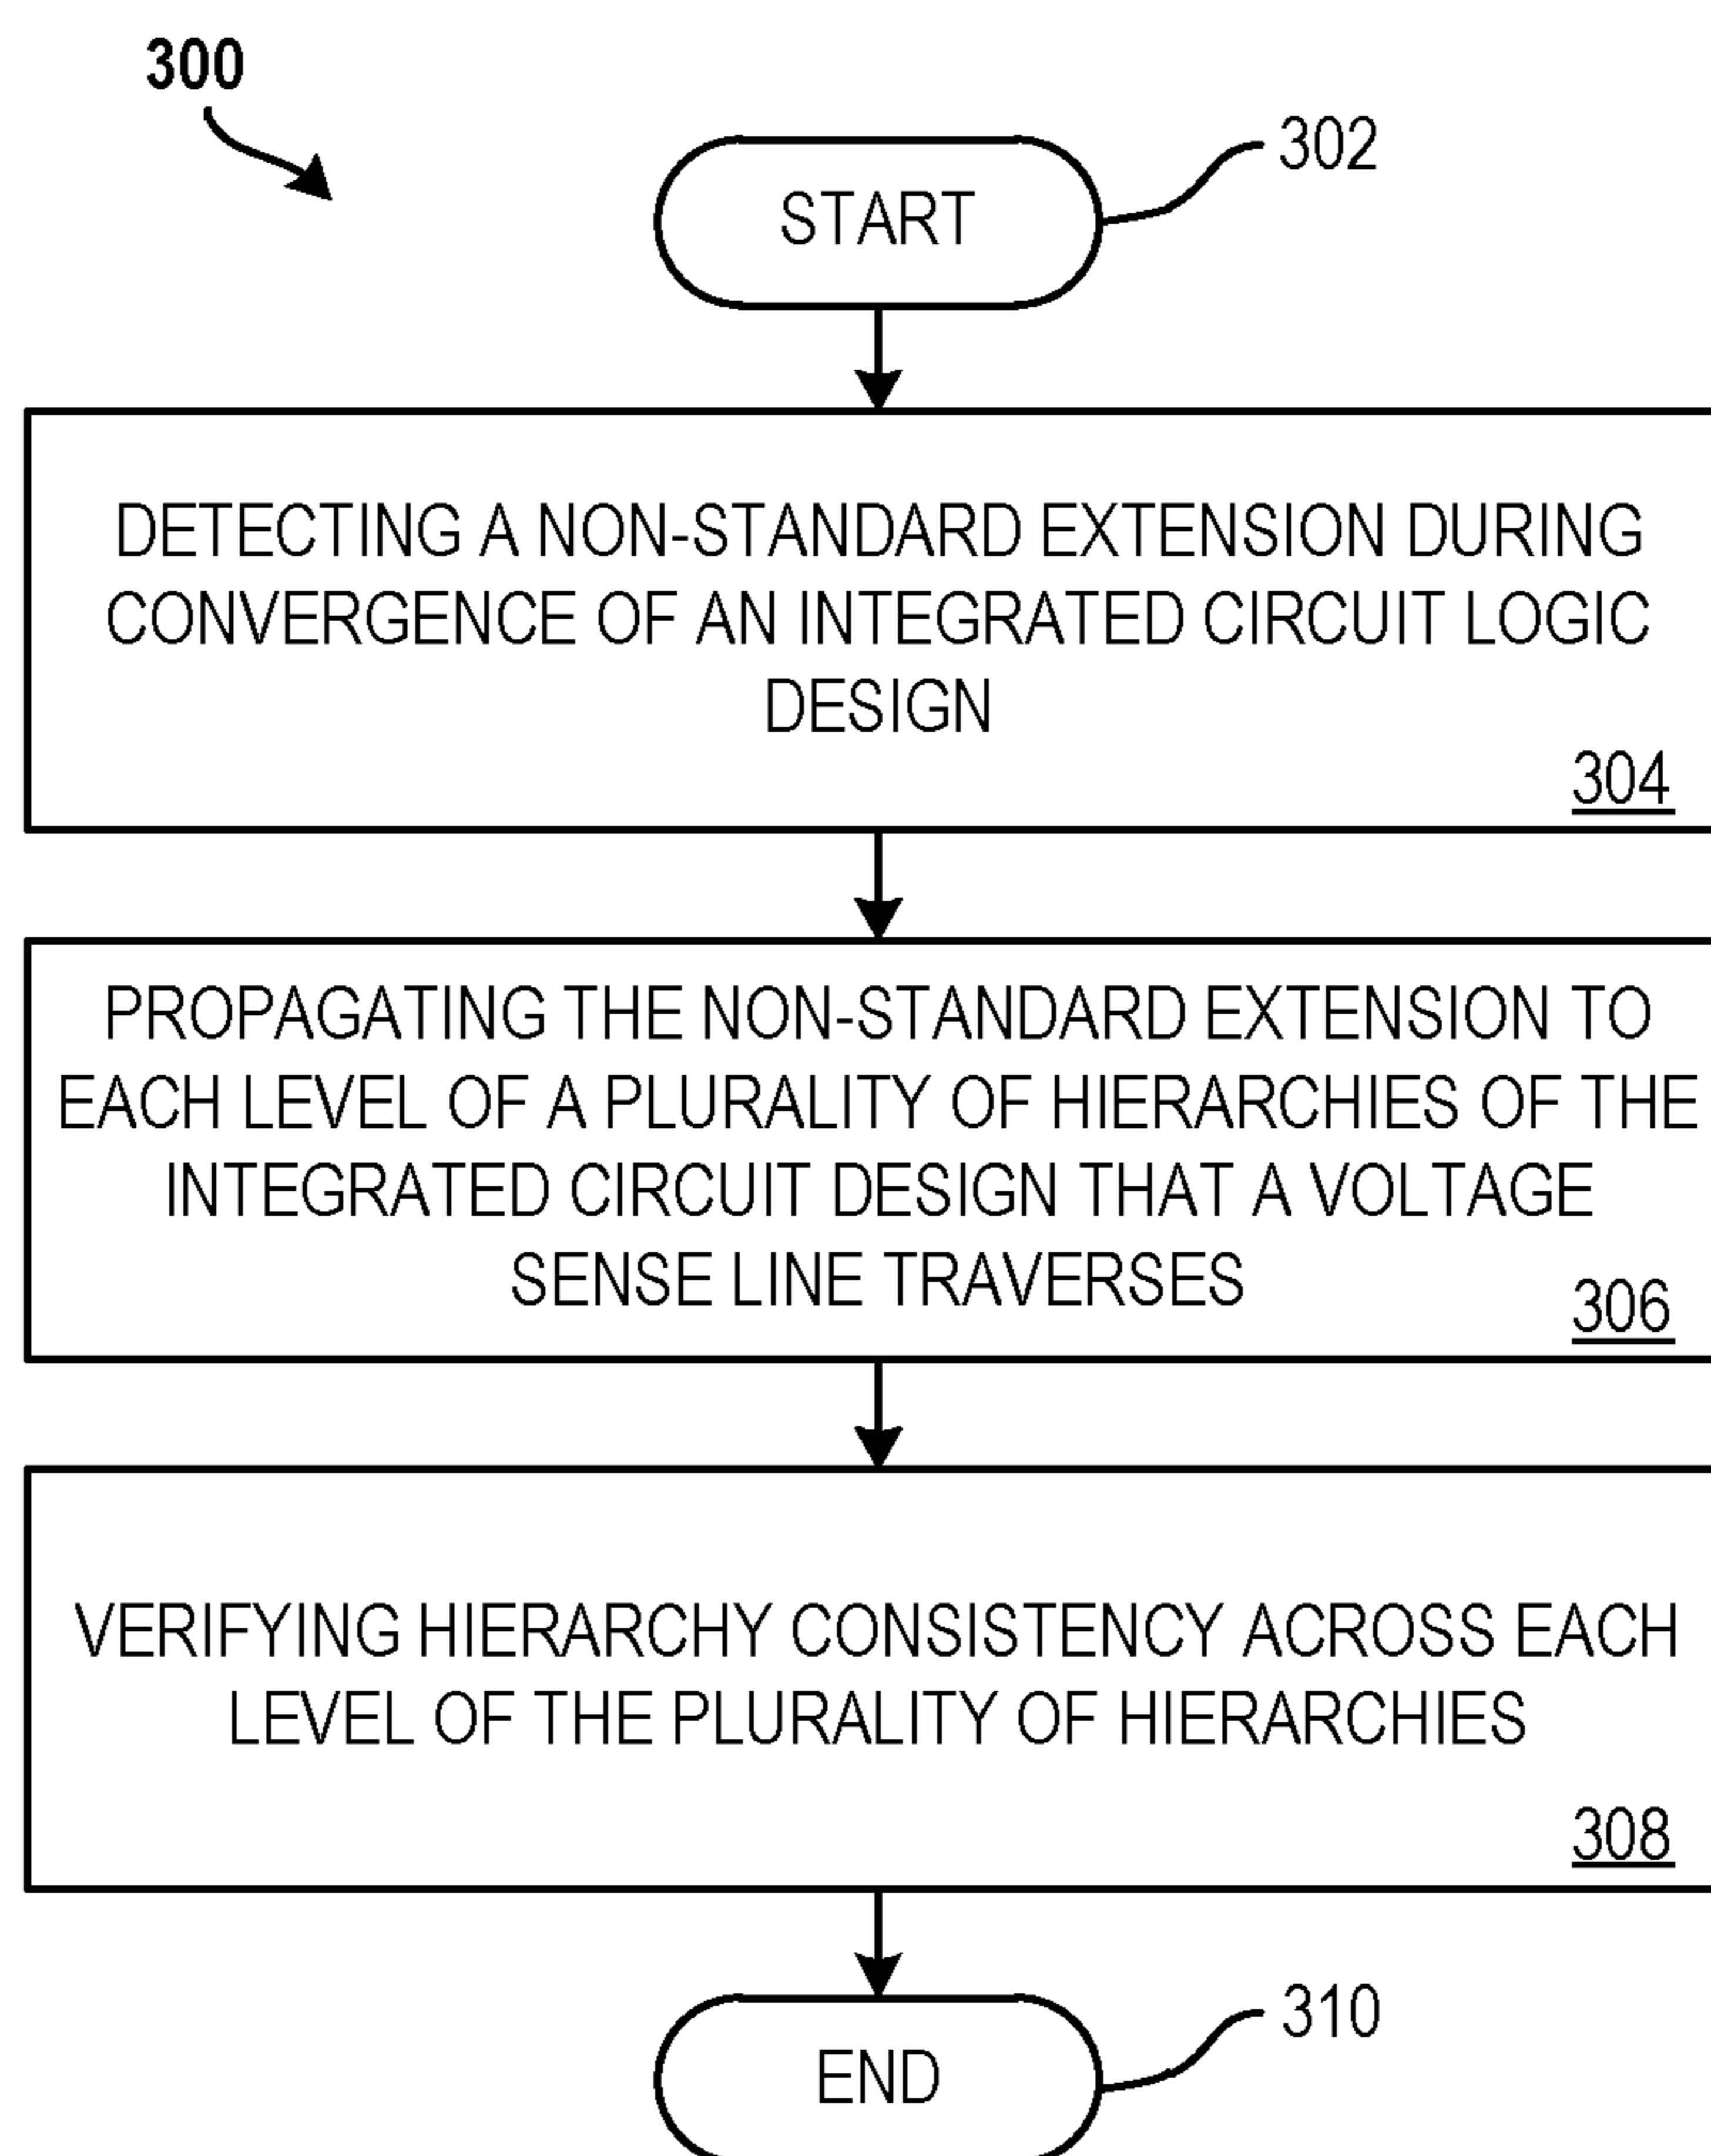 300
302
START
DETECTING A NON-STANDARD EXTENSION DURING
CONVERGENCE OF AN INTEGRATED CIRCUIT LOGIC
DESIGN
304
PROPAGATING THE NON-STANDARD EXTENSION TO
EACH LEVEL OF A PLURALITY OF HIERARCHIES OF THE
INTEGRATED CIRCUIT DESIGN THAT A VOLTAGE
SENSE LINE TRAVERSES
306
VERIFYING HIERARCHY CONSISTENCY ACROSS EACH
LEVEL OF THE PLURALITY OF HIERARCHIES
308
310
END